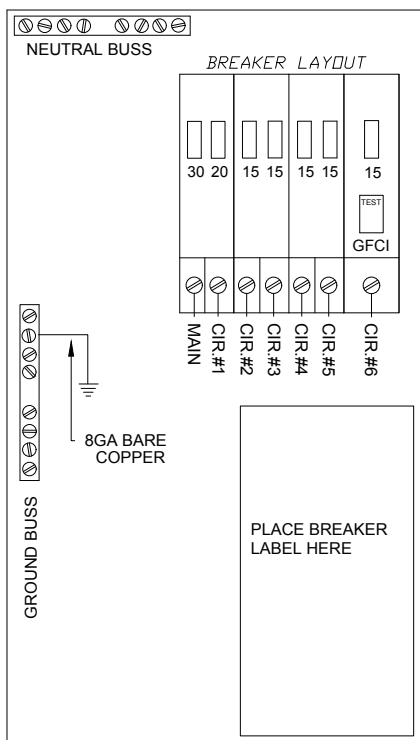 NEUTRAL BUSS
BREAKER LAYOUT
30 20 15 15 15 15 15
TEST
GFCI
MAIN
CIR.#1
CIR.#2
CIR.#3
CIR.#4
CIR.#5
CIR.#6
8GA BARE
COPPER
GROUND BUSS
PLACE BREAKER
LABEL HERE